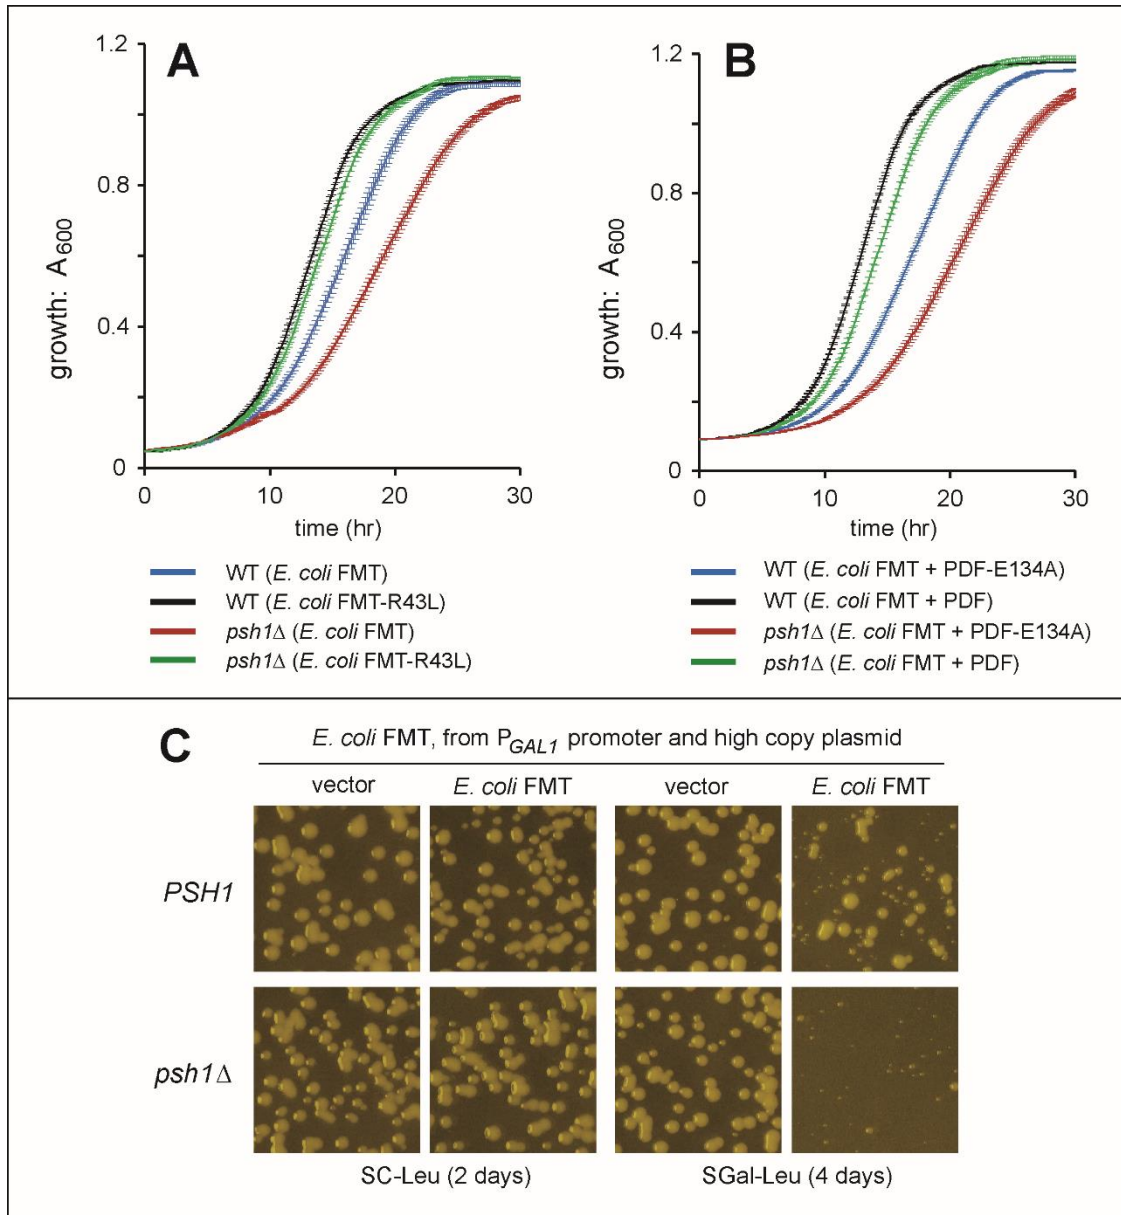 A
1.2
0.8
0.4
0
growth: A600
0 10 20 30
time (hr)
WT (E. coli FMT)
WT (E. coli FMT-R43L)
psh1Δ (E. coli FMT)
psh1Δ (E. coli FMT-R43L)
B
1.2
0.8
0.4
0
growth: A600
0 10 20 30
time (hr)
WT (E. coli FMT + PDF-E134A)
WT (E. coli FMT + PDF)
psh1Δ (E. coli FMT + PDF-E134A)
psh1Δ (E. coli FMT + PDF)
C
E. coli FMT, from PGAL1 promoter and high copy plasmid
vector E. coli FMT vector E. coli FMT
PSH1
psh1Δ
SC-Leu (2 days) SGal-Leu (4 days)